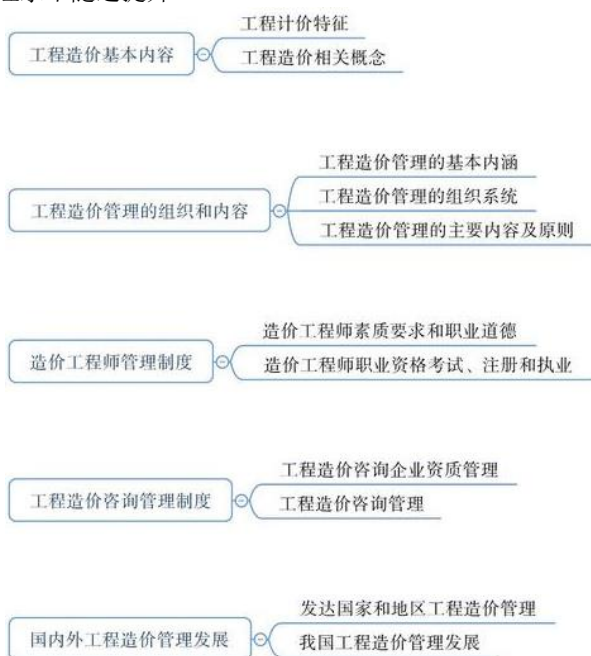 工程计价特征
工程造价基本内容
工程造价相关概念
工程造价管理的基本内涵
工程造价管理的组织和内容
工程造价管理的组织系统
工程造价管理的主要内容及原则
造价工程师素质要求和职业道德
造价工程师管理制度
造价工程师职业资格考试、注册和执业
工程造价咨询企业资质管理
工程造价咨询管理制度
工程造价咨询管理
发达国家和地区工程造价管理
国内外工程造价管理发展
我国工程造价管理发展